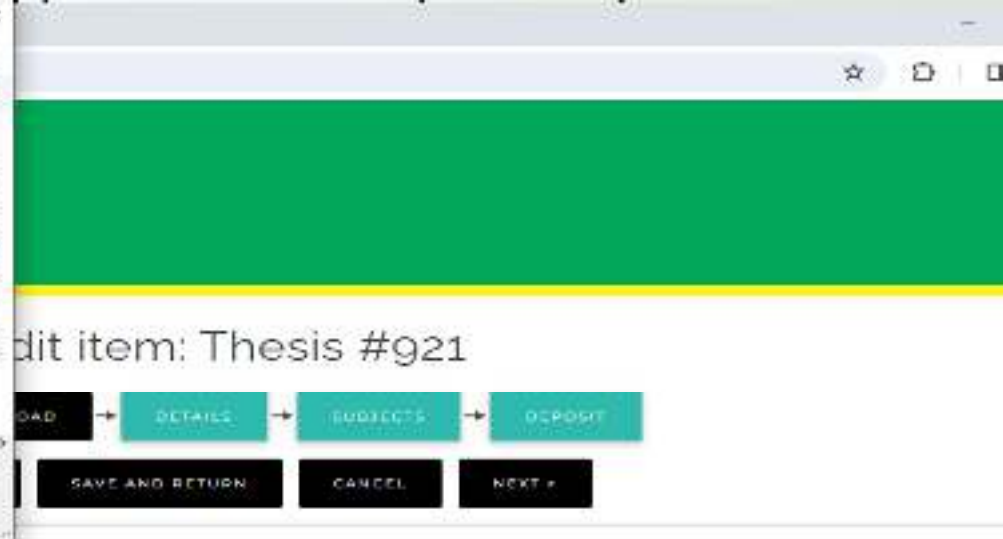 dit item: Thesis #921
OAD → DETAILS → SUBJECTS → DEPOSIT
SAVE AND RETURN CANCEL NEXT >